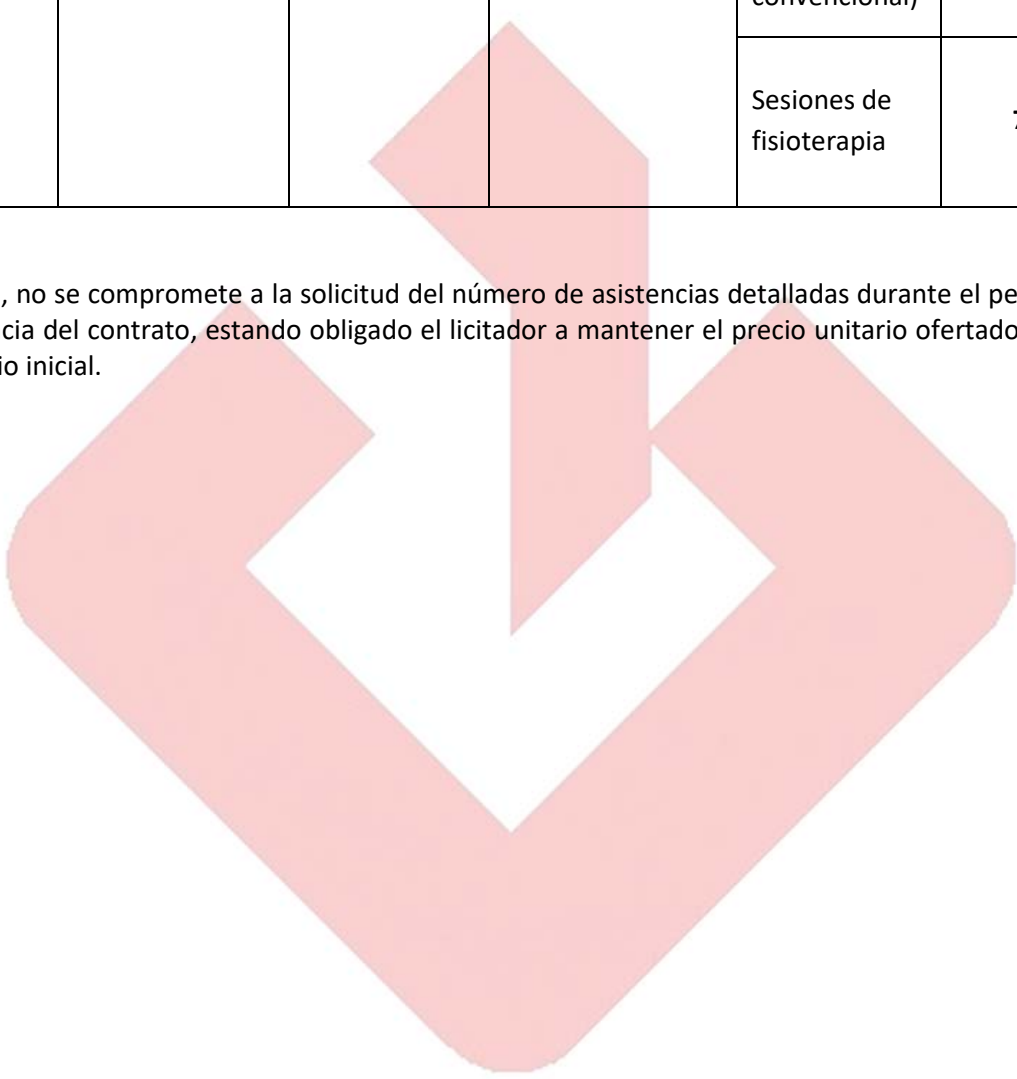 convencional)
Sesiones de
fisioterapia
, no se compromete a la solicitud del número de asistencias detalladas durante el pe
cia del contrato, estando obligado el licitador a mantener el precio unitario ofertado
io inicial.